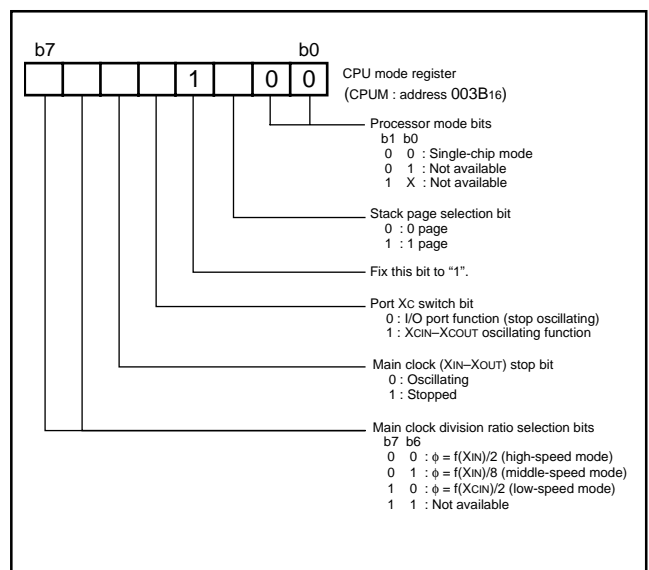 b7 b0
1 0 0
CPU mode register
(CPUM : address 003B16)
Processor mode bits
b1 b0
0 0 : Single-chip mode
0 1 : Not available
1 X : Not available
Stack page selection bit
0 : 0 page
1 : 1 page
Fix this bit to “1”.
Port XC switch bit
0 : I/O port function (stop oscillating)
1 : XCIN–XCOUT oscillating function
Main clock (XIN–XOUT) stop bit
0 : Oscillating
1 : Stopped
Main clock division ratio selection bits
b7 b6
0 0 : φ = f(XIN)/2 (high-speed mode)
0 1 : φ = f(XIN)/8 (middle-speed mode)
1 0 : φ = f(XCIN)/2 (low-speed mode)
1 1 : Not available